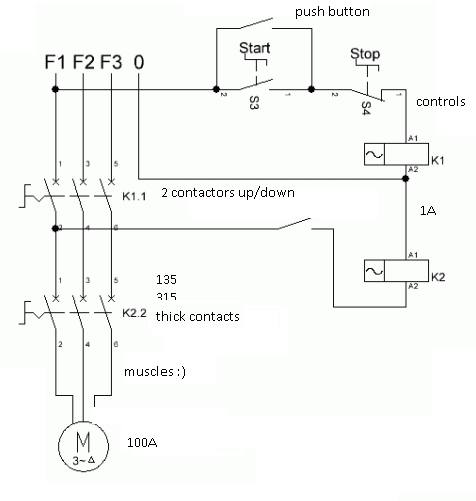 push button
Start
Stop
F1 F2 F3 0
2 S3 1
2 S4 1
controls
A1
K1
A2
1 3 5
K1.1
2 contactors up/down
1A
2 4 6
A1
K2
A2
1 3 5
135
315
K2.2
thick contacts
2 4 6
muscles :)
M
3~
100A